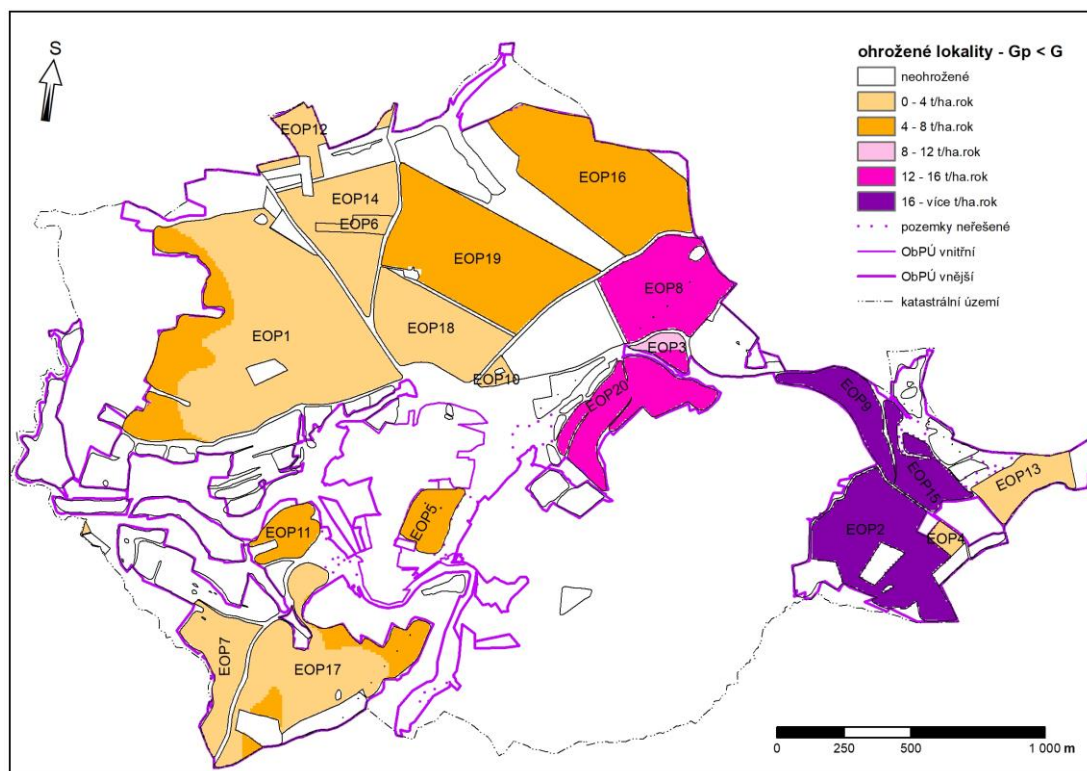 S
ohrožené lokality - Gp < G
neohrožené
0 - 4 t/ha.rok
4 - 8 t/ha.rok
8 - 12 t/ha.rok
12 - 16 t/ha.rok
16 - více t/ha.rok
pozemky neřešené
ObPÚ vnitřní
ObPÚ vnější
katastrální území
EOP12
EOP14
EOP6
EOP16
EOP19
EOP8
EOP1
EOP18
EOP3
EOP10
EOP20
EOP9
EOP13
EOP15
EOP5
EOP11
EOP2
EOP4
EOP7
EOP17
0 250 500 1 000 m